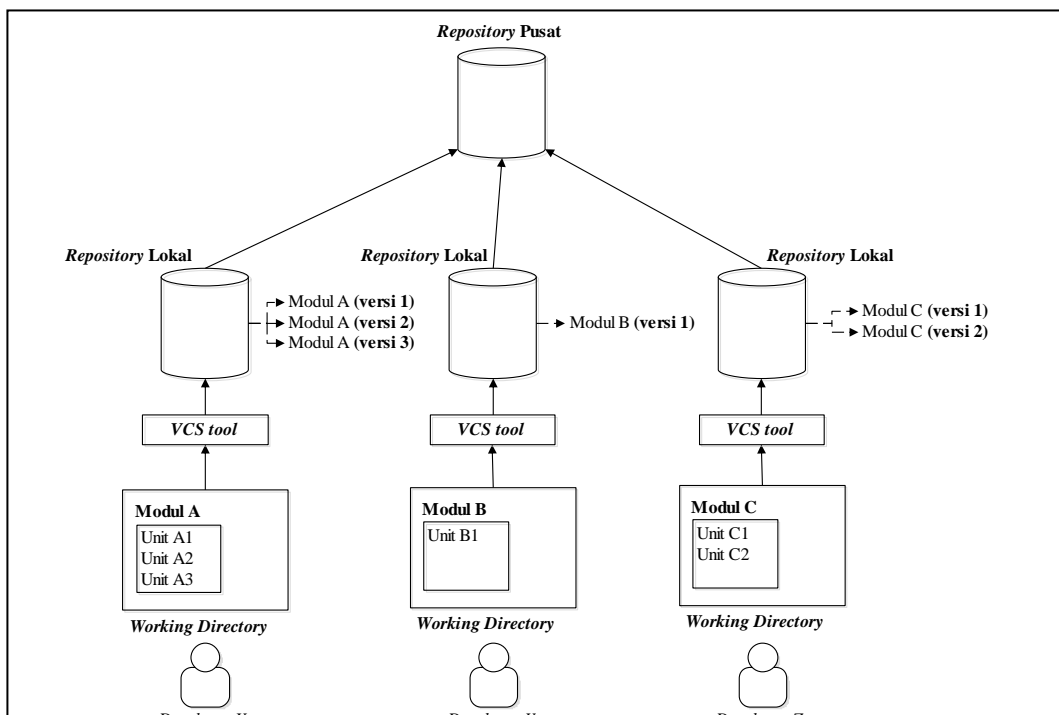 Repository Pusat
Repository Lokal
Repository Lokal
Repository Lokal
Modul A (versi 1)
Modul A (versi 2)
Modul A (versi 3)
Modul B (versi 1)
Modul C (versi 1)
Modul C (versi 2)
VCS tool
VCS tool
VCS tool
Modul A
Unit A1
Unit A2
Unit A3
Modul B
Unit B1
Modul C
Unit C1
Unit C2
Working Directory
Working Directory
Working Directory